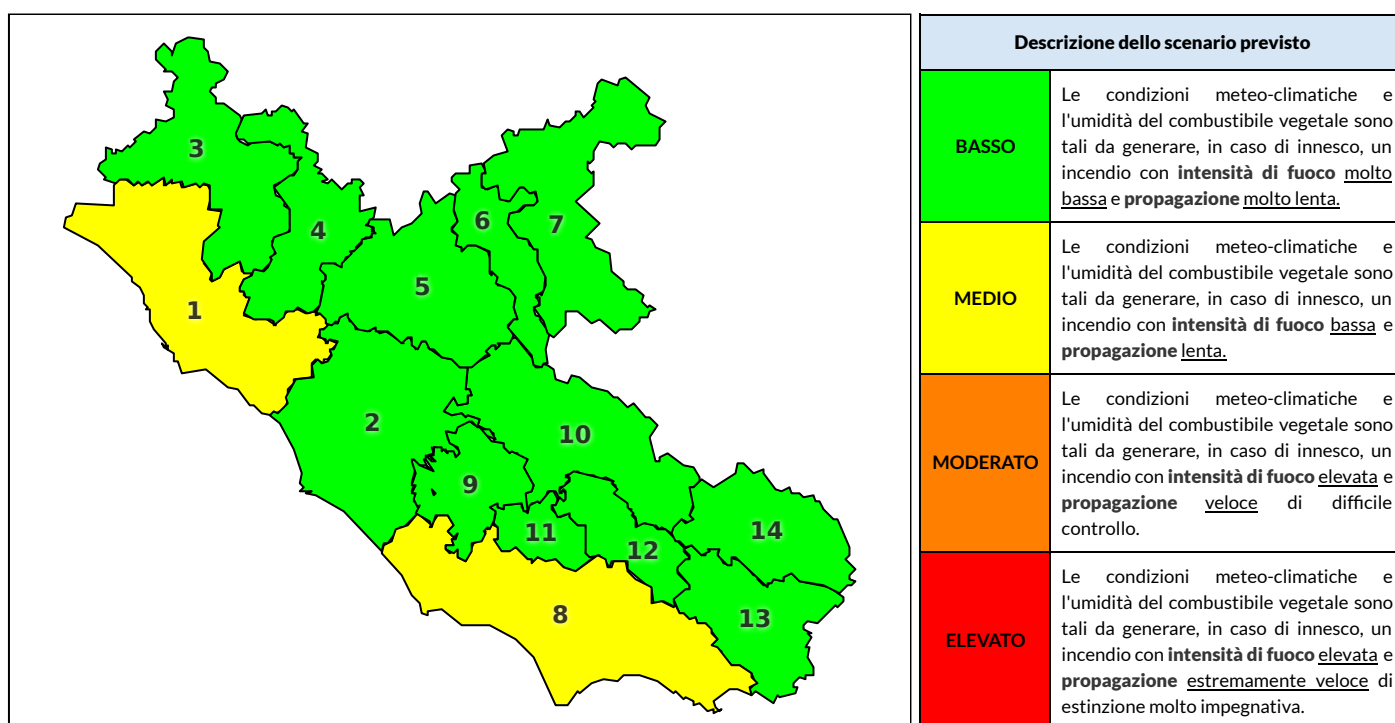 3
4
6
7
5
1
2
10
9
11
12
14
8
13
Descrizione dello scenario previsto
BASSO
Le condizioni meteo-climatiche e
l'umidità del combustibile vegetale sono
tali da generare, in caso di innesco, un
incendio con intensità di fuoco molto
bassa e propagazione molto lenta.
MEDIO
Le condizioni meteo-climatiche e
l'umidità del combustibile vegetale sono
tali da generare, in caso di innesco, un
incendio con intensità di fuoco bassa e
propagazione lenta.
MODERATO
Le condizioni meteo-climatiche e
l'umidità del combustibile vegetale sono
tali da generare, in caso di innesco, un
incendio con intensità di fuoco elevata e
propagazione veloce di difficile
controllo.
ELEVATO
Le condizioni meteo-climatiche e
l'umidità del combustibile vegetale sono
tali da generare, in caso di innesco, un
incendio con intensità di fuoco elevata e
propagazione estremamente veloce di
estinzione molto impegnativa.